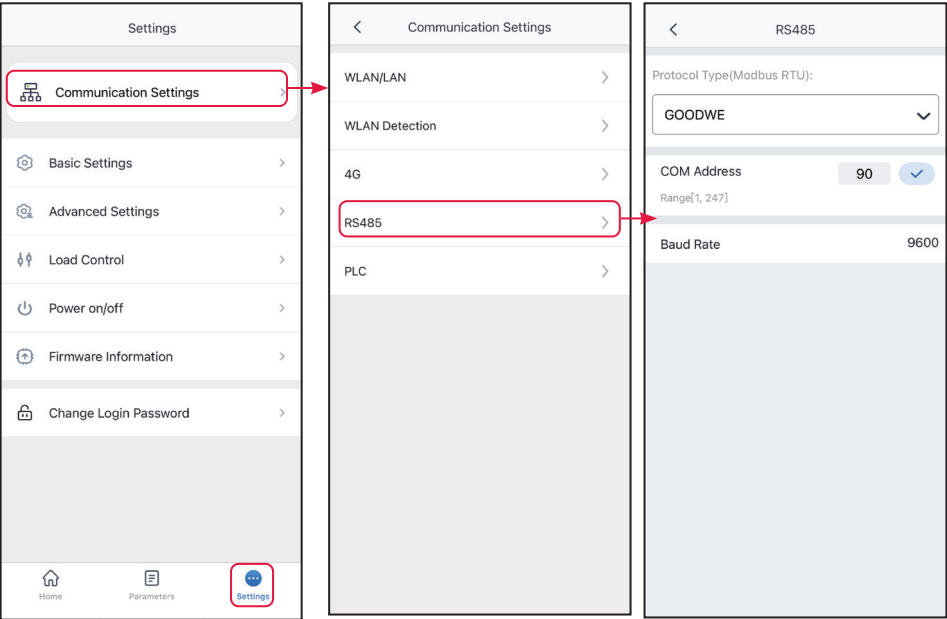 Settings
Communication Settings
Basic Settings
Advanced Settings
Load Control
Power on/off
Firmware Information
Change Login Password
Home
Parameters
Settings
Communication Settings
WLAN/LAN
WLAN Detection
4G
RS485
PLC
RS485
Protocol Type(Modbus RTU):
GOODWE
COM Address 90
Range[1, 247]
Baud Rate 9600